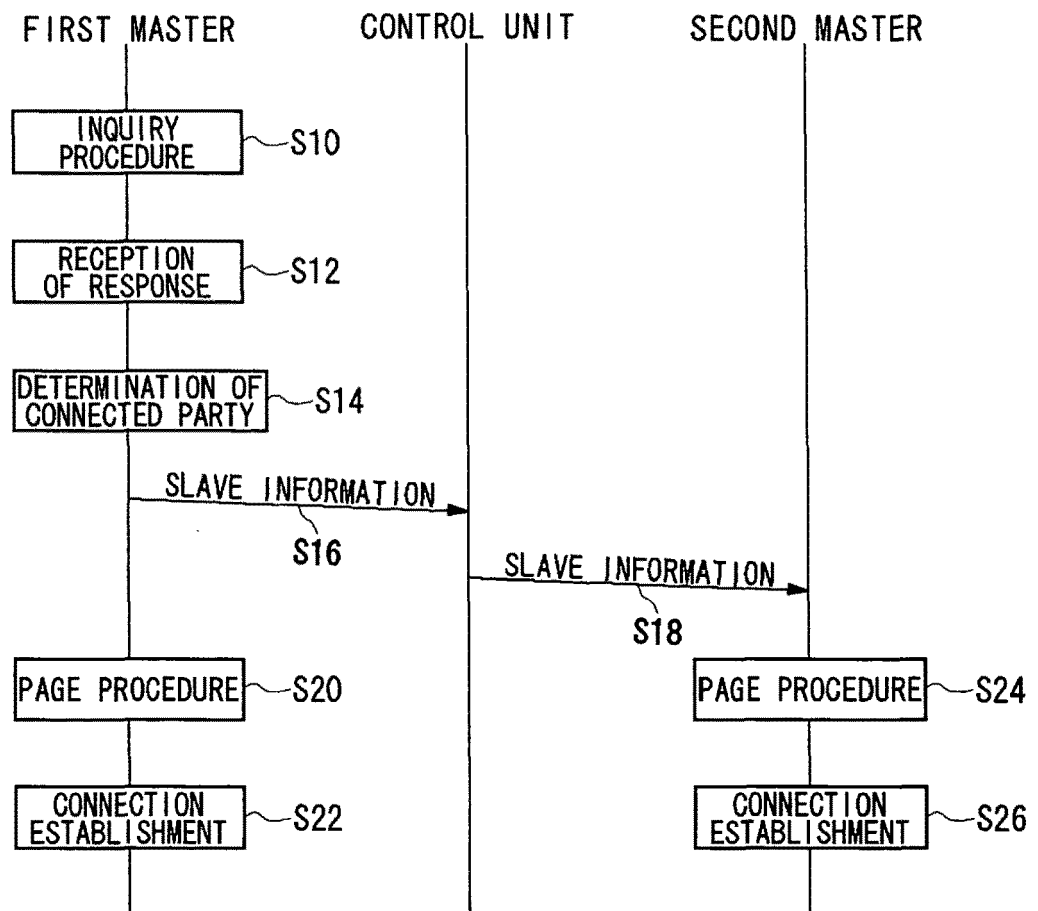 FIRST MASTER
CONTROL UNIT
SECOND MASTER
INQUIRY
PROCEDURE
S10
RECEPTION
OF RESPONSE
S12
DETERMINATION OF
CONNECTED PARTY
S14
SLAVE INFORMATION
S16
SLAVE INFORMATION
S18
PAGE PROCEDURE
S20
PAGE PROCEDURE
S24
CONNECTION
ESTABLISHMENT
S22
CONNECTION
ESTABLISHMENT
S26